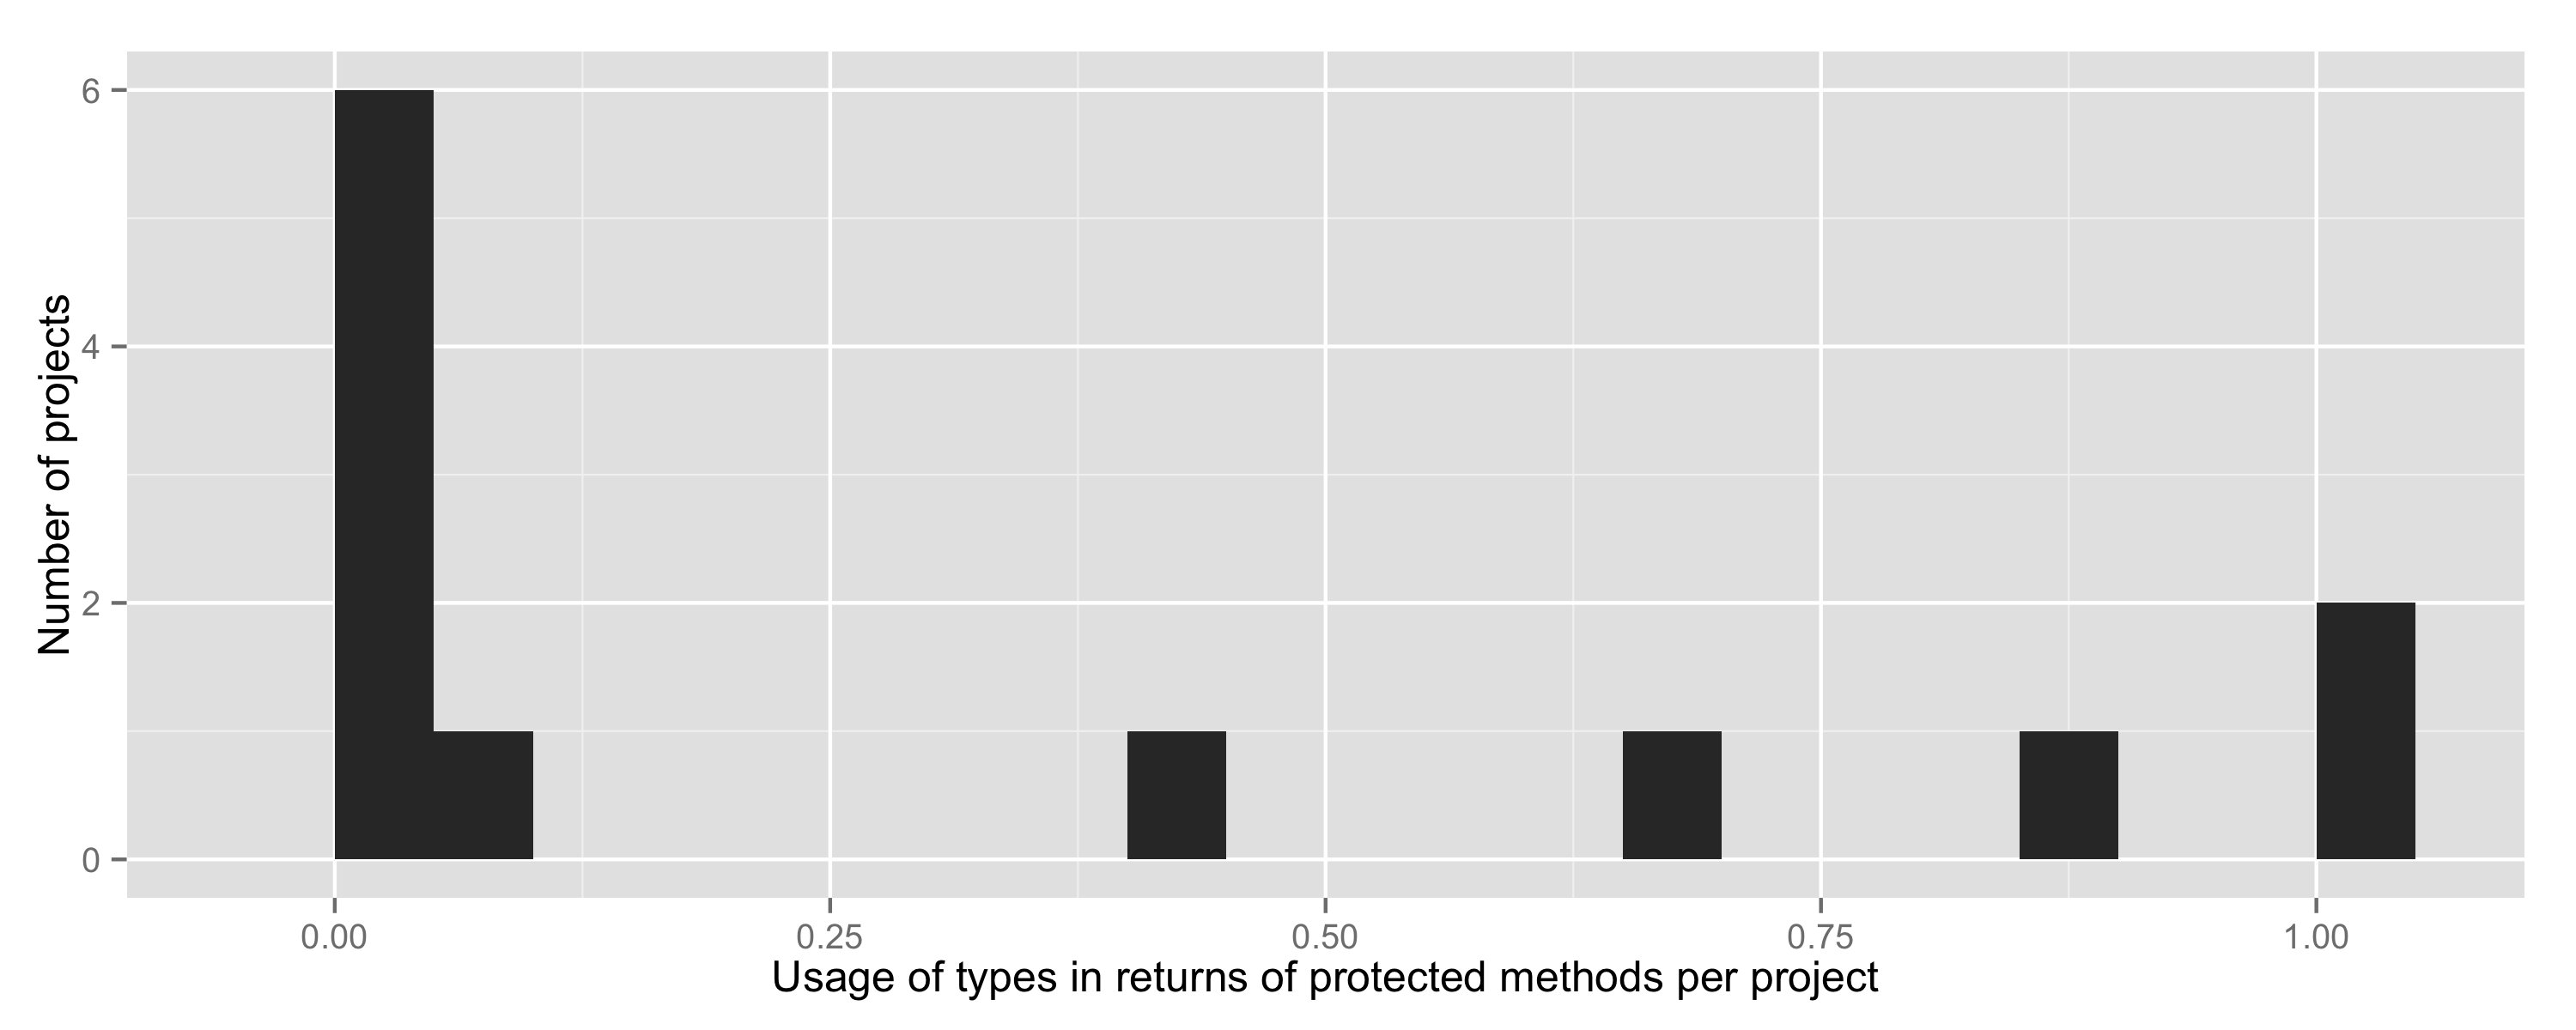 Number of projects
6
4
2
0
0.00 0.25 0.50 0.75 1.00
Usage of types in returns of protected methods per project